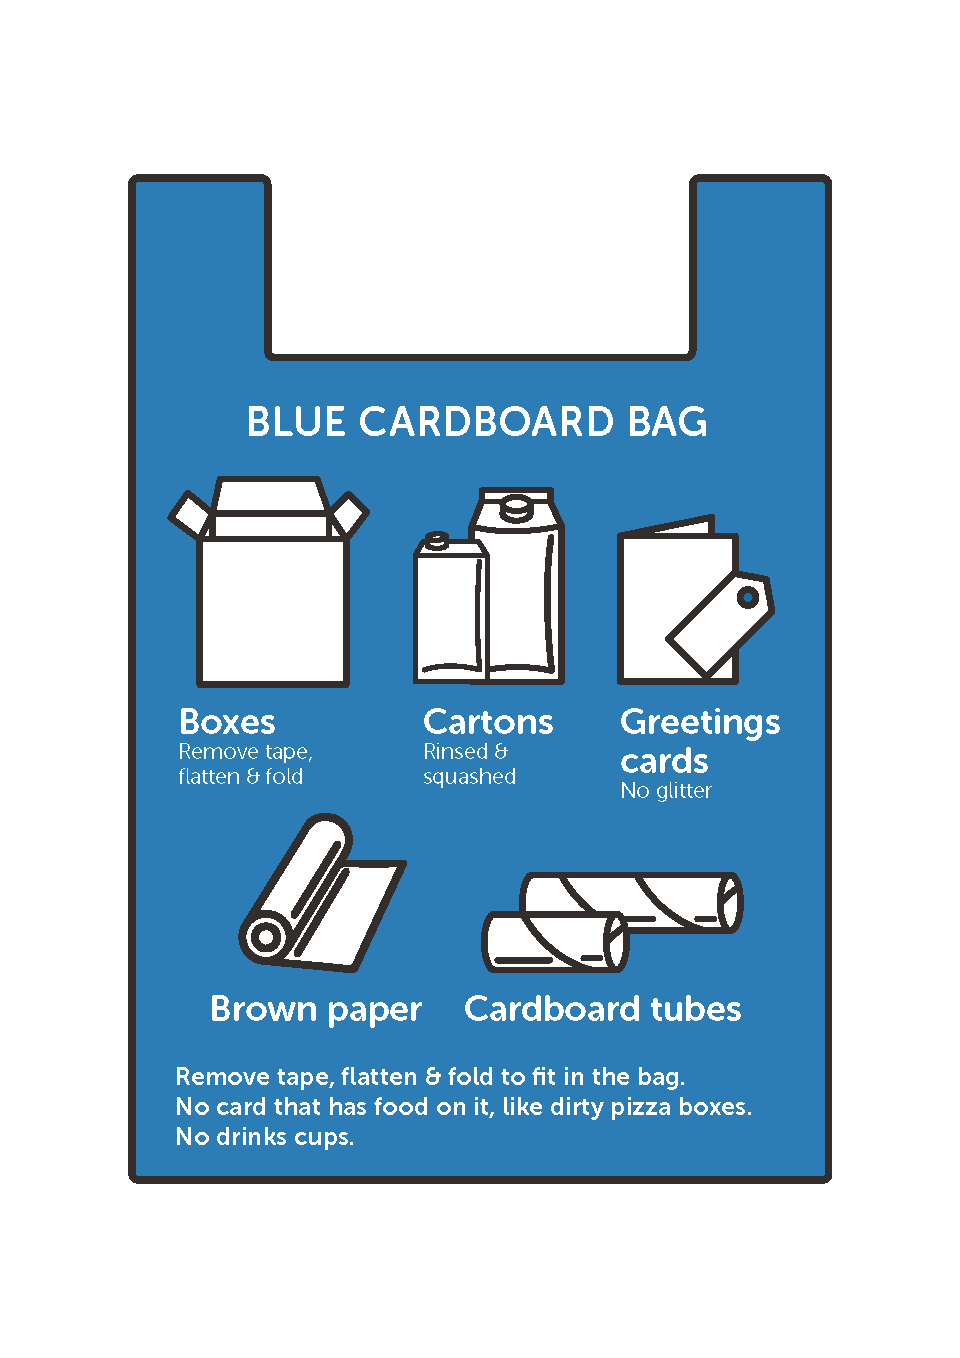 BLUE CARDBOARD BAG
Boxes
Remove tape,
flatten & fold
Cartons
Rinsed &
squashed
Greetings
cards
No glitter
Brown paper
Cardboard tubes
Remove tape, flatten & fold to fit in the bag.
No card that has food on it, like dirty pizza boxes.
No drinks cups.